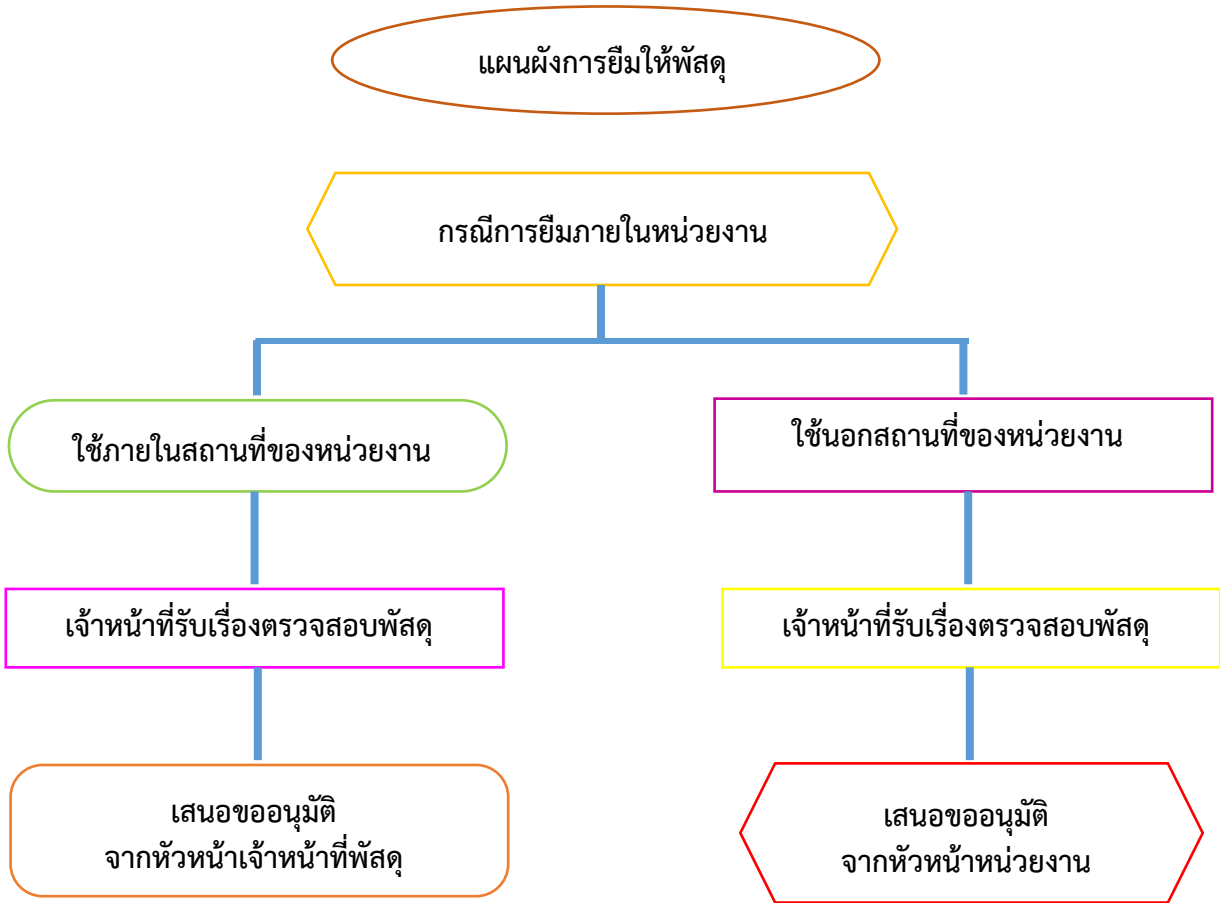 แผนผังการยืมให้พัสดุ
กรณีการยืมภายในหน่วยงาน
ใช้ภายในสถานที่ของหน่วยงาน
ใช้นอกสถานที่ของหน่วยงาน
เจ้าหน้าที่รับเรื่องตรวจสอบพัสดุ
เจ้าหน้าที่รับเรื่องตรวจสอบพัสดุ
เสนอขออนุมัติ
จากหัวหน้าเจ้าหน้าที่พัสดุ
เสนอขออนุมัติ
จากหัวหน้าหน่วยงาน